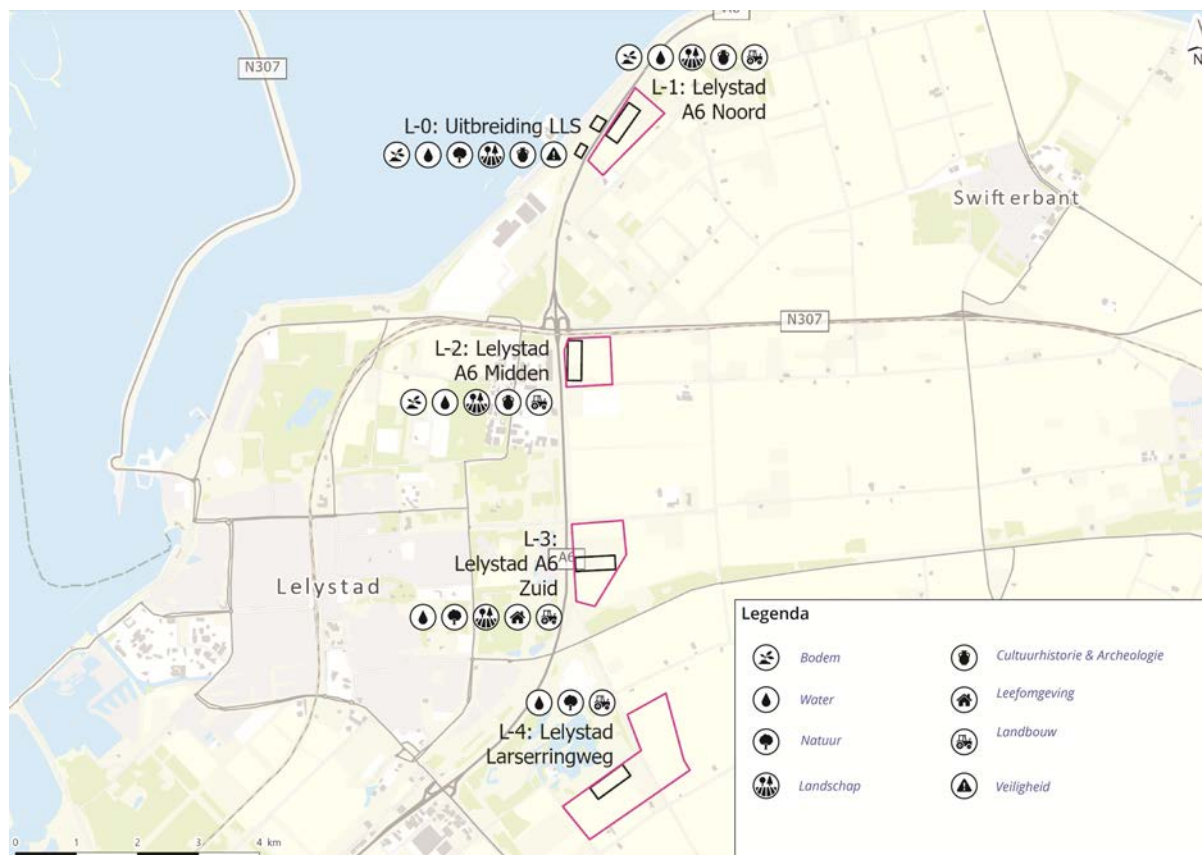 N307
L-1: Lelystad
A6 Noord
L-0: Uitbreiding LLS
Swifterbant
N307
L-2: Lelystad
A6 Midden
L-3:
Lelystad A6
Zuid
A6
Lelystad
L-4: Lelystad
Larserringweg
Legenda
Bodem
Cultuurhistorie & Archeologie
Water
Leefomgeving
Natuur
Landbouw
Landschap
Veiligheid
0 1 2 3 4 km
N